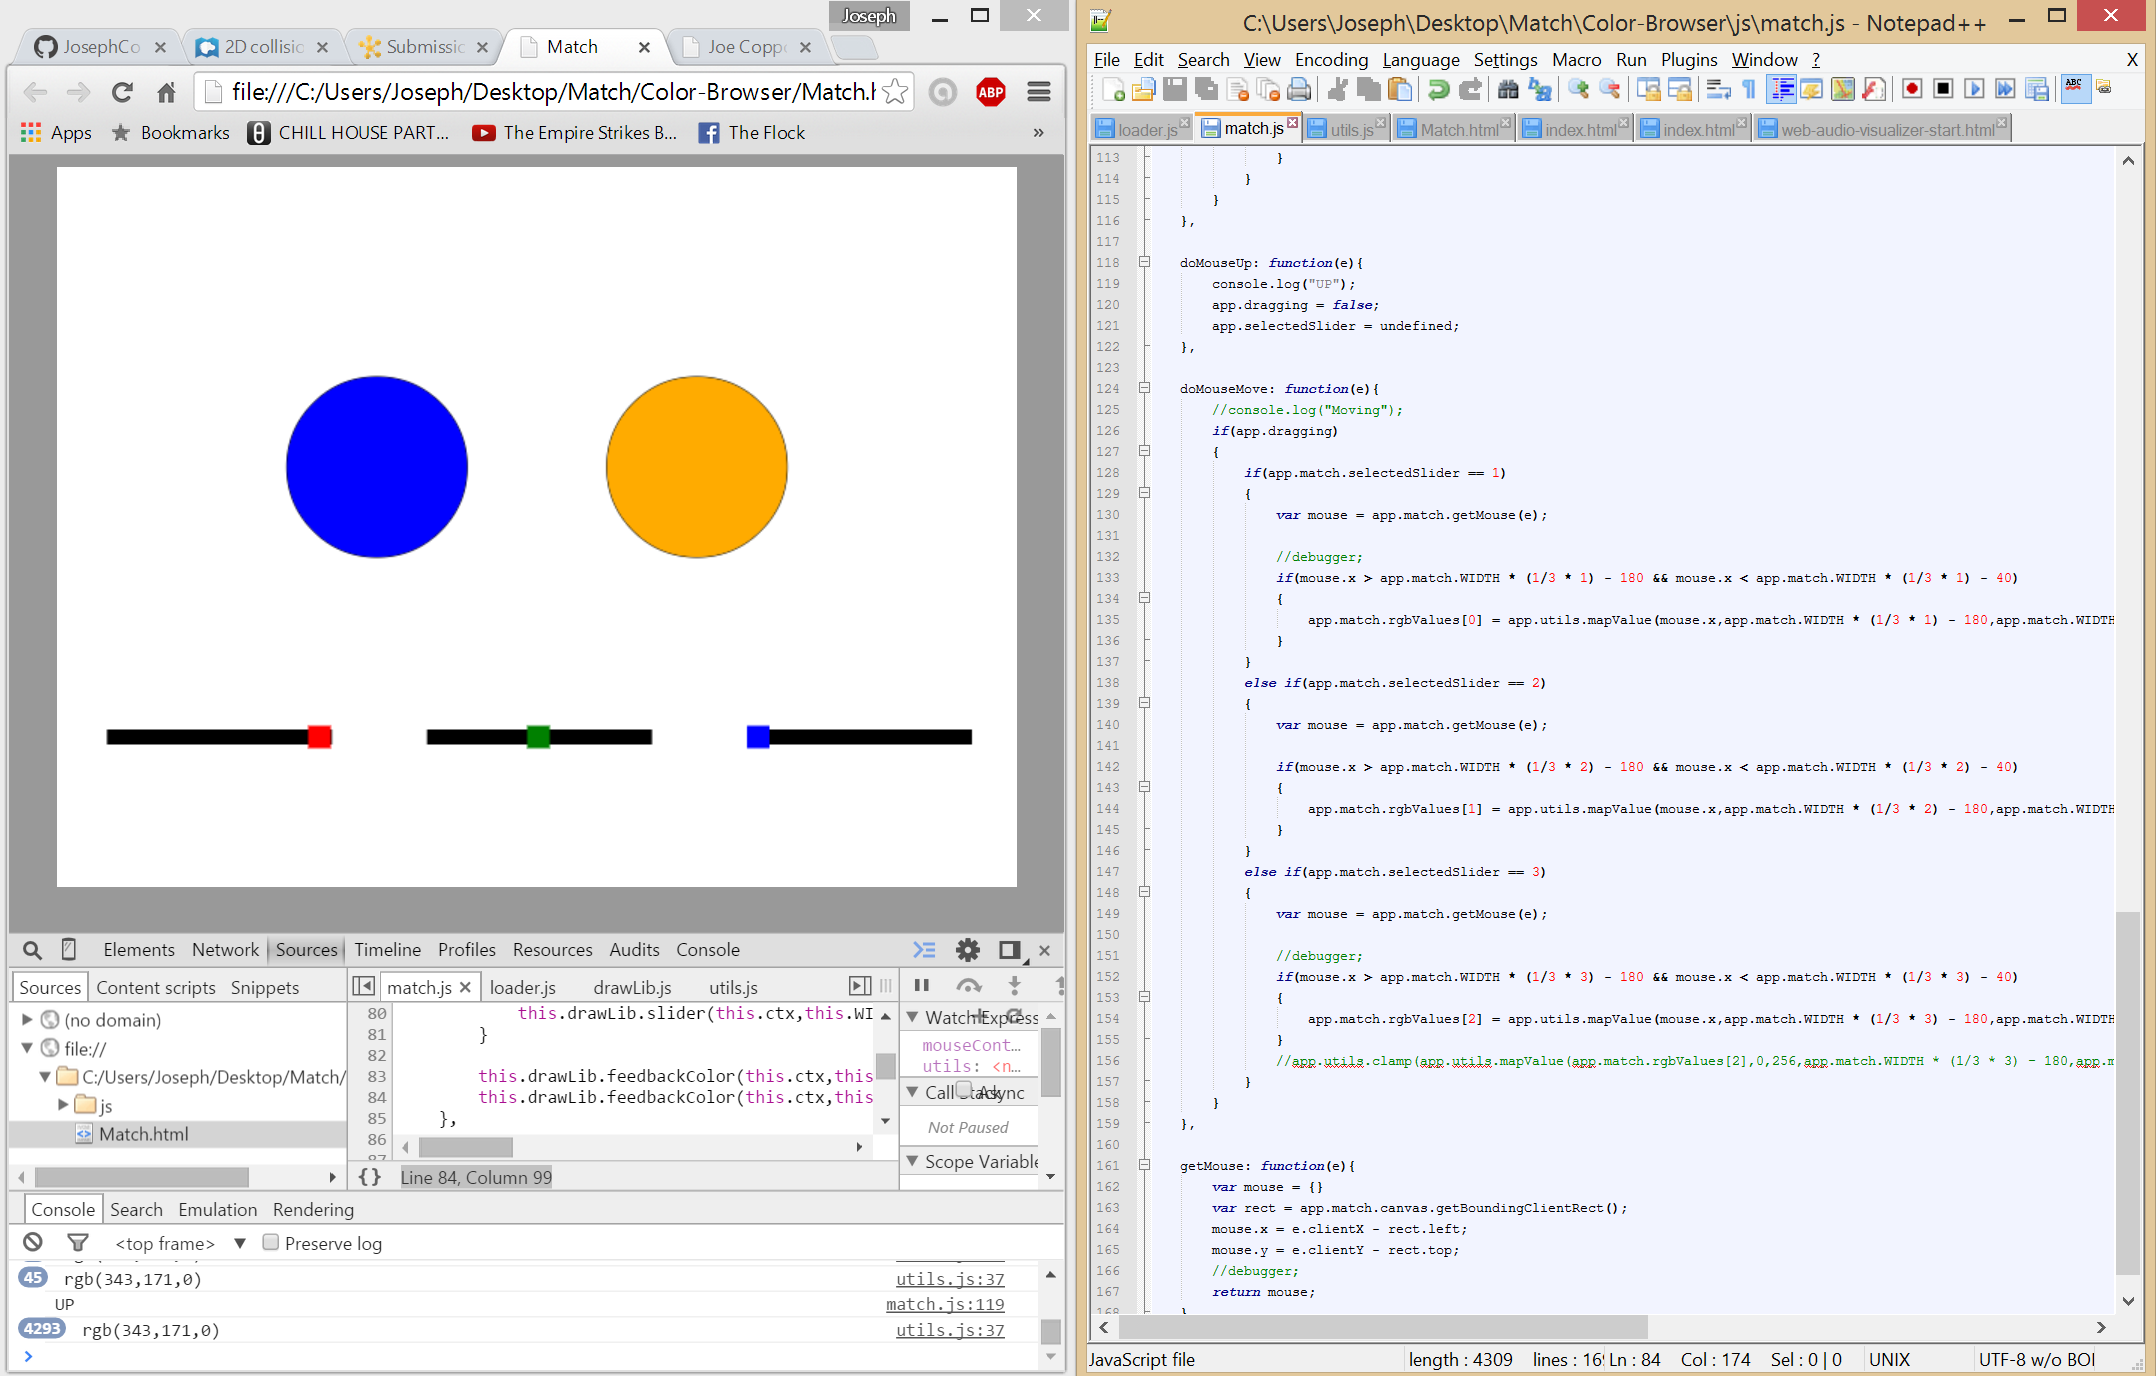 Joseph
JosephCo
2D collisio
Submissio
Match
Joe Coppo
file:///C:/Users/Joseph/Desktop/Match/Color-Browser/Match.h
ABP
Apps
Bookmarks
CHILL HOUSE PART...
The Empire Strikes B...
The Flock
»
Elements Network Sources Timeline Profiles Resources Audits Console
Sources Content scripts Snippets
match.js loader.js drawLib.js utils.js
(no domain)
file://
C:/Users/Joseph/Desktop/Match/
js
Match.html
80 this.drawLib.slider(this.ctx,this.WI
81 }
82
83 this.drawLib.feedbackColor(this.ctx,this
84 this.drawLib.feedbackColor(this.ctx,this
85 },
86
87
{} Line 84, Column 99
Watch Express
mouseCont...
utils: <n...
Call Stack
Async
Not Paused
Scope Variable
Console Search Emulation Rendering
<top frame> Preserve log
45 rgb(343,171,0) utils.js:37
UP match.js:119
4293 rgb(343,171,0) utils.js:37
>
C:\Users\Joseph\Desktop\Match\Color-Browser\js\match.js - Notepad++
File Edit Search View Encoding Language Settings Macro Run Plugins Window ? X
ABC
loader.js match.js utils.js Match.html index.html index.html web-audio-visualizer-start.html
113 }
114 }
115 }
116 },
117
118 doMouseUp: function(e){
119 console.log("UP");
120 app.dragging = false;
121 app.selectedSlider = undefined;
122 },
123
124 doMouseMove: function(e){
125 //console.log("Moving");
126 if(app.dragging)
127 {
128 if(app.match.selectedSlider == 1)
129 {
130 var mouse = app.match.getMouse(e);
131
132 //debugger;
133 if(mouse.x > app.match.WIDTH * (1/3 * 1) - 180 && mouse.x < app.match.WIDTH * (1/3 * 1) - 40)
134 {
135 app.match.rgbValues[0] = app.utils.mapValue(mouse.x,app.match.WIDTH * (1/3 * 1) - 180,app.match.WIDTH
136 }
137 }
138 else if(app.match.selectedSlider == 2)
139 {
140 var mouse = app.match.getMouse(e);
141
142 if(mouse.x > app.match.WIDTH * (1/3 * 2) - 180 && mouse.x < app.match.WIDTH * (1/3 * 2) - 40)
143 {
144 app.match.rgbValues[1] = app.utils.mapValue(mouse.x,app.match.WIDTH * (1/3 * 2) - 180,app.match.WIDTH
145 }
146 }
147 else if(app.match.selectedSlider == 3)
148 {
149 var mouse = app.match.getMouse(e);
150
151 //debugger;
152 if(mouse.x > app.match.WIDTH * (1/3 * 3) - 180 && mouse.x < app.match.WIDTH * (1/3 * 3) - 40)
153 {
154 app.match.rgbValues[2] = app.utils.mapValue(mouse.x,app.match.WIDTH * (1/3 * 3) - 180,app.match.WIDTH
155 }
156 //app.utils.clamp(app.utils.mapValue(app.match.rgbValues[2],0,256,app.match.WIDTH * (1/3 * 3) - 180,app.m
157 }
158 }
159 },
160
161 getMouse: function(e){
162 var mouse = {}
163 var rect = app.match.canvas.getBoundingClientRect();
164 mouse.x = e.clientX - rect.left;
165 mouse.y = e.clientY - rect.top;
166 //debugger;
167 return mouse;
168 }
JavaScript file length : 4309 lines : 169 Ln : 84 Col : 174 Sel : 0 | 0 UNIX UTF-8 w/o BOM